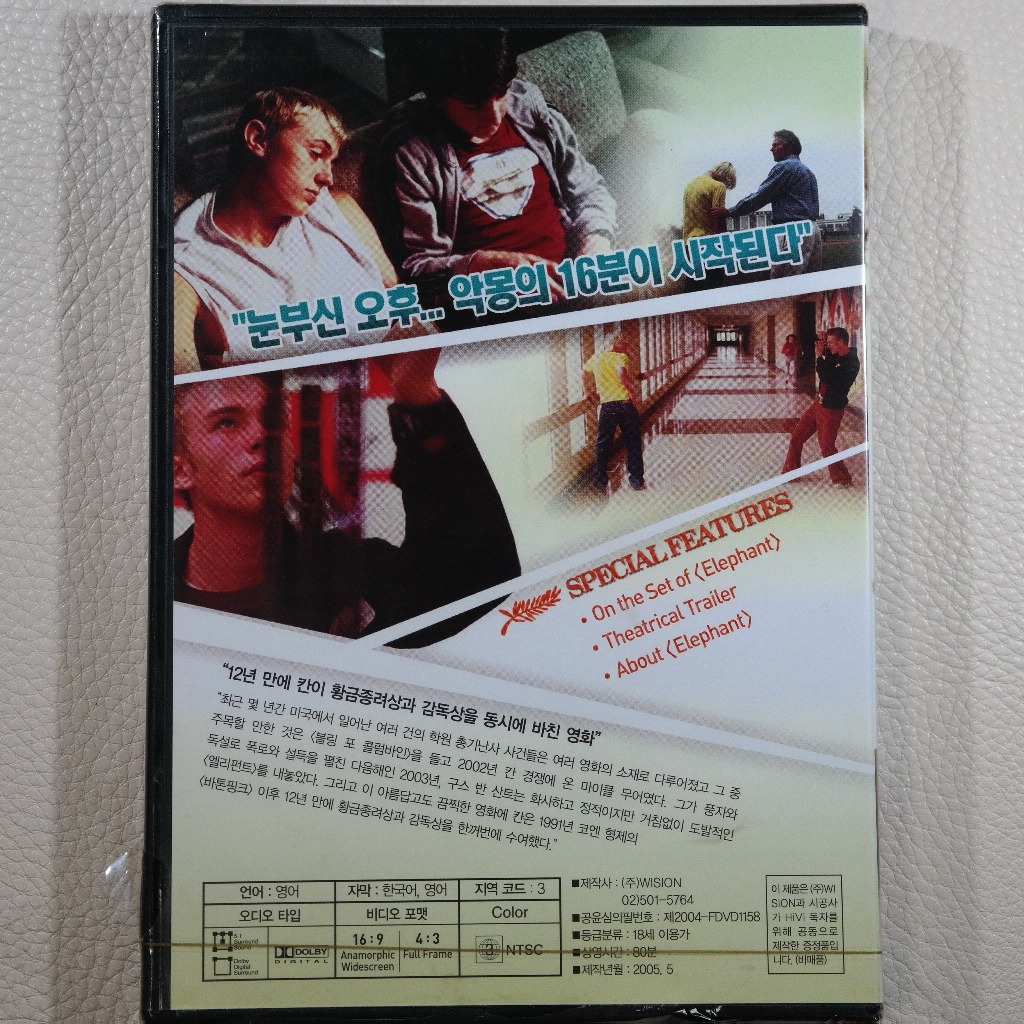 "눈부신 오후... 악몽의 16분이 시작된다"
SPECIAL FEATURES
• On the Set of 〈Elephant〉
• Theatrical Trailer
• About 〈Elephant〉
"12년 만에 칸이 황금종려상과 감독상을 동시에 바친 영화"
"최근 몇 년간 미국에서 일어난 여러 건의 학원 총기난사 사건들은 여러 영화의 소재로 다루어졌고 그 중
주목할 만한 것은 〈볼링 포 콜럼바인〉을 들고 2002년 칸 경쟁에 온 마이클 무어였다. 그가 풍자와
독설로 폭로와 설득을 펼친 다음해인 2003년, 구스 반 산트는 화사하고 정적이지만 거침없이 도발적인
〈엘리펀트〉를 내놓았다. 그리고 이 아름답고도 끔찍한 영화에 칸은 1991년 코엔 형제의
〈바톤핑크〉 이후 12년 만에 황금종려상과 감독상을 한꺼번에 수여했다."
언어 : 영어
자막 : 한국어, 영어
지역 코드 : 3
오디오 타입
비디오 포맷
Color
5.1
Surround
Sound
Dolby
Digital
Surround
DOLBY
DIGITAL
16:9
Anamorphic
Widescreen
4:3
Full Frame
3
NTSC
■제작사 : (주)WISION
02)501-5764
■공윤심의필번호 : 제2004-FDVD1158
■등급분류 : 18세 이용가
■상영시간 : 80분
■제작년월 : 2005. 5
이 제품은 (주)WI
SION과 시공사
가 HiVi 독자를
위해 공동으로
제작한 증정품입
니다. (비매품)